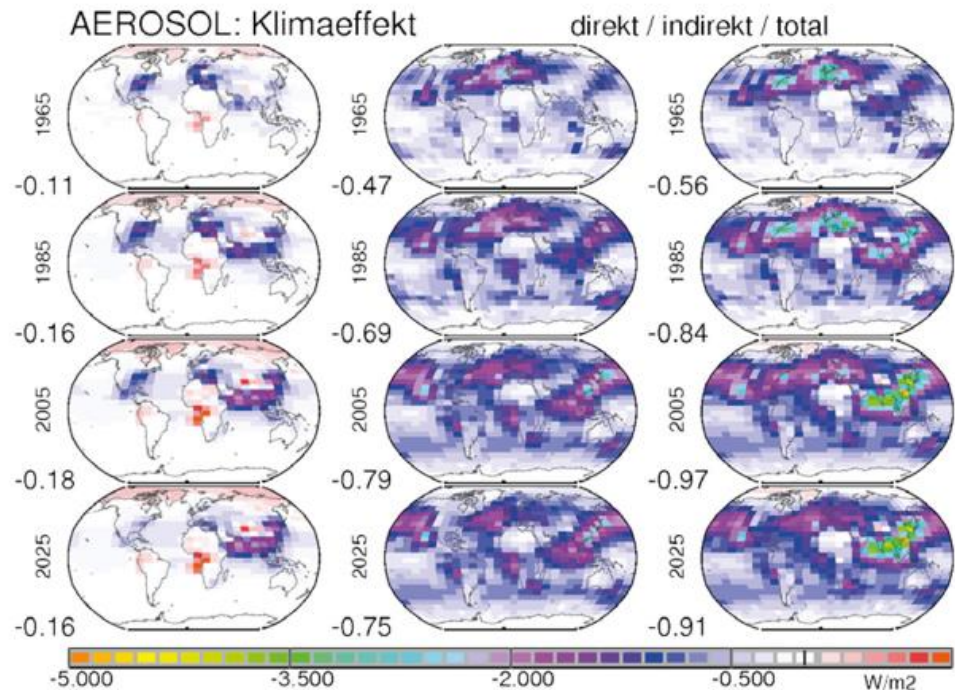 AEROSOL: Klimaeffekt direkt / indirekt / total
1965 1965 1965
-0.11 -0.47 -0.56
1985 1985 1985
-0.16 -0.69 -0.84
2005 2005 2005
-0.18 -0.79 -0.97
2025 2025 2025
-0.16 -0.75 -0.91
-5.000 -3.500 -2.000 -0.500 W/m2